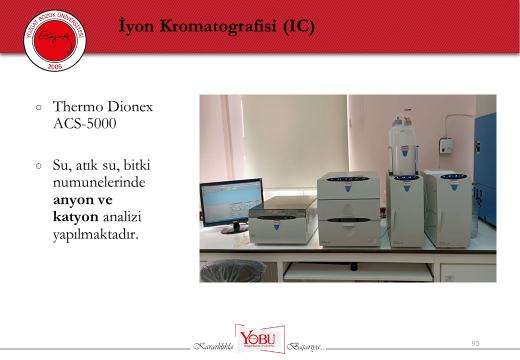 İyon Kromatografisi (IC)
YOZGAT BOZOK ÜNİVERSİTESİ
Bozok
2006
○ Thermo Dionex
ACS-5000
○ Su, atık su, bitki
numunelerinde
anyon ve
katyon analizi
yapılmaktadır.
Kararlılıkla
YOBU
Başarıya...
93